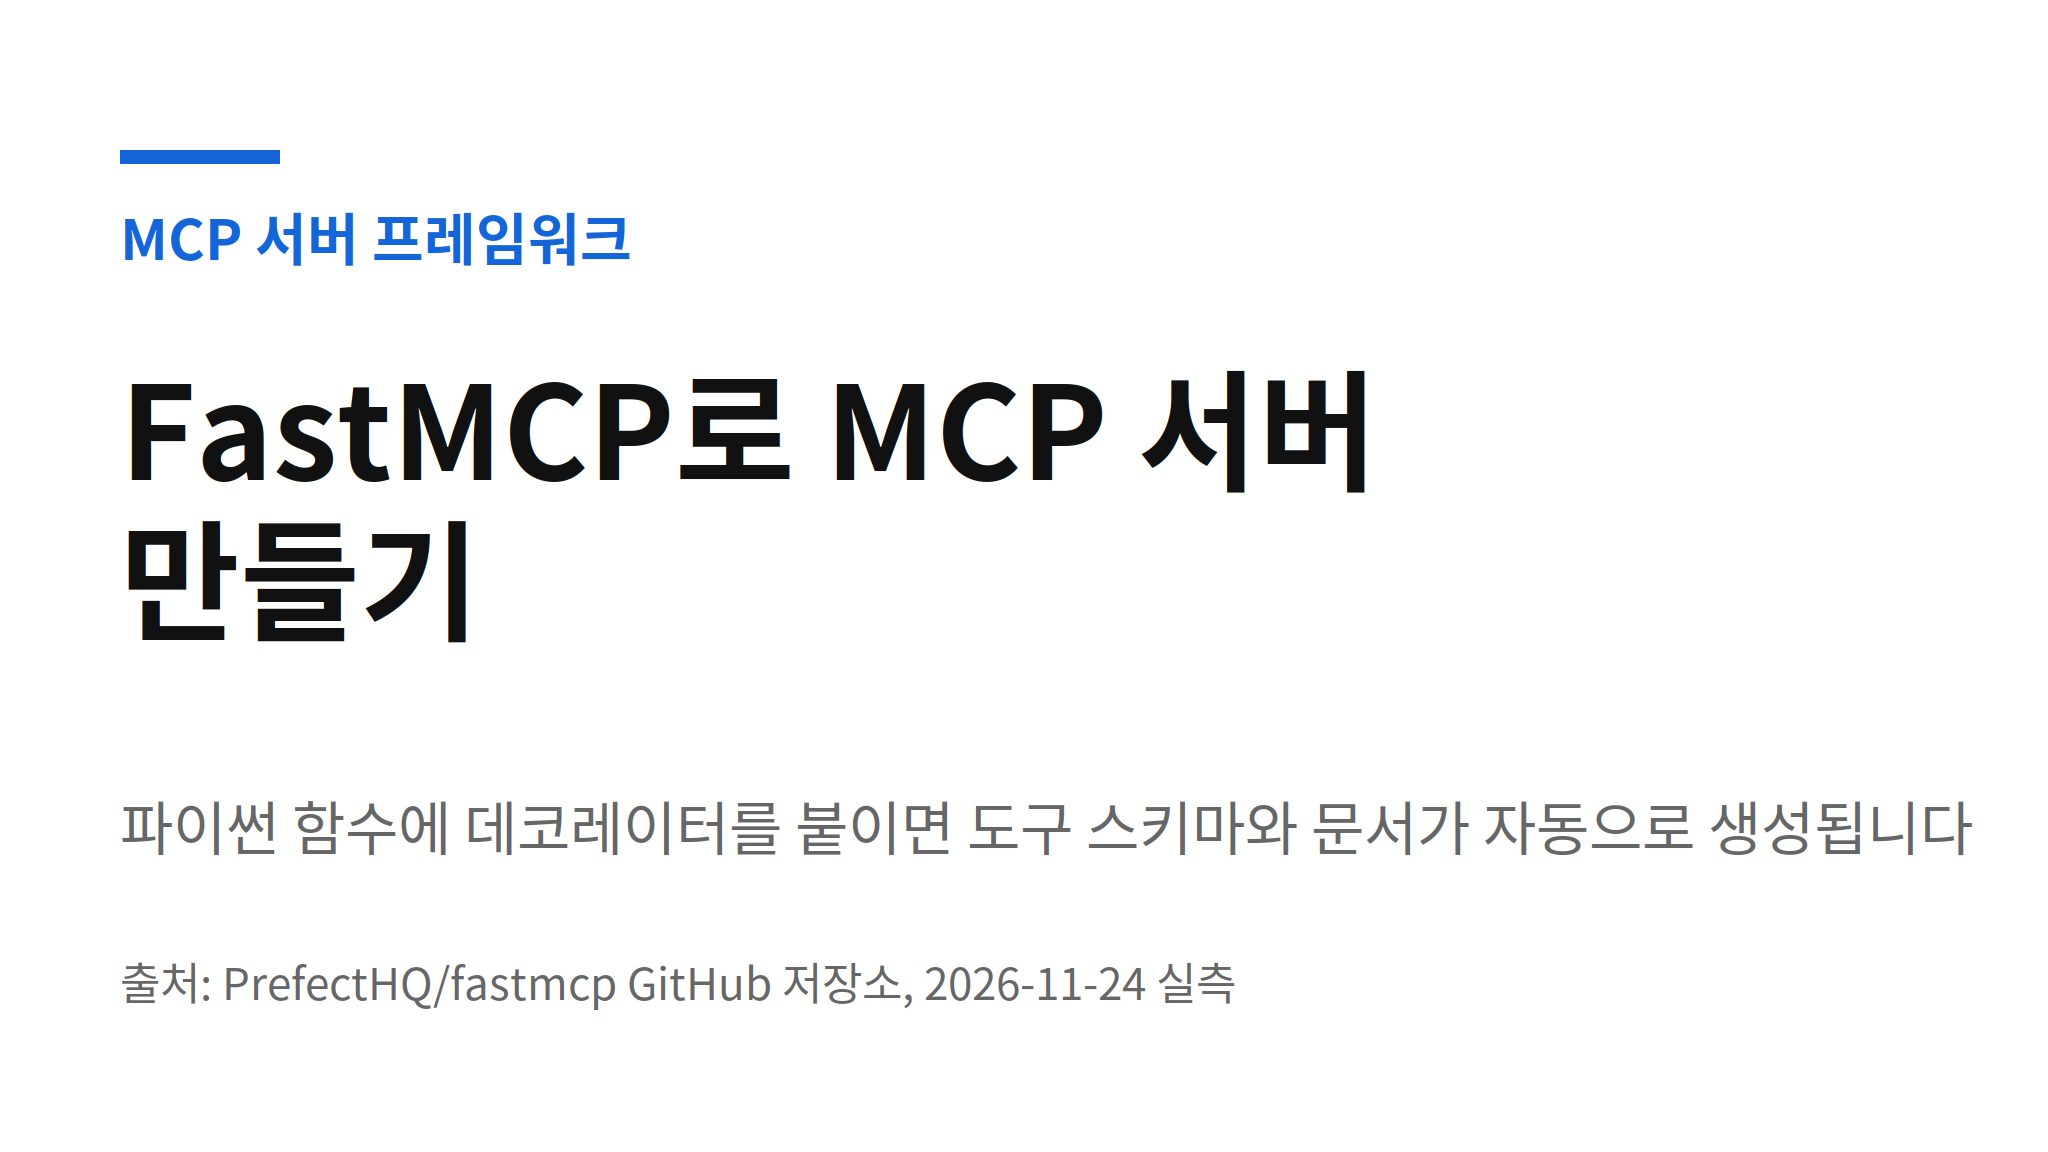 MCP 서버 프레임워크
FastMCP로 MCP 서버
만들기
파이썬 함수에 데코레이터를 붙이면 도구 스키마와 문서가 자동으로 생성됩니다
출처: PrefectHQ/fastmcp GitHub 저장소, 2026-11-24 실측